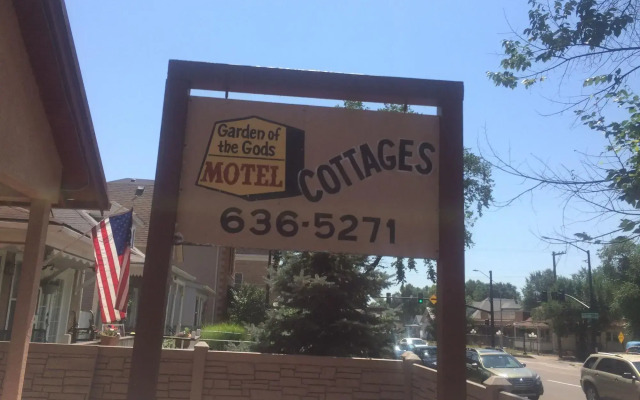 Garden of
the Gods
MOTEL
COTTAGES
636-5271